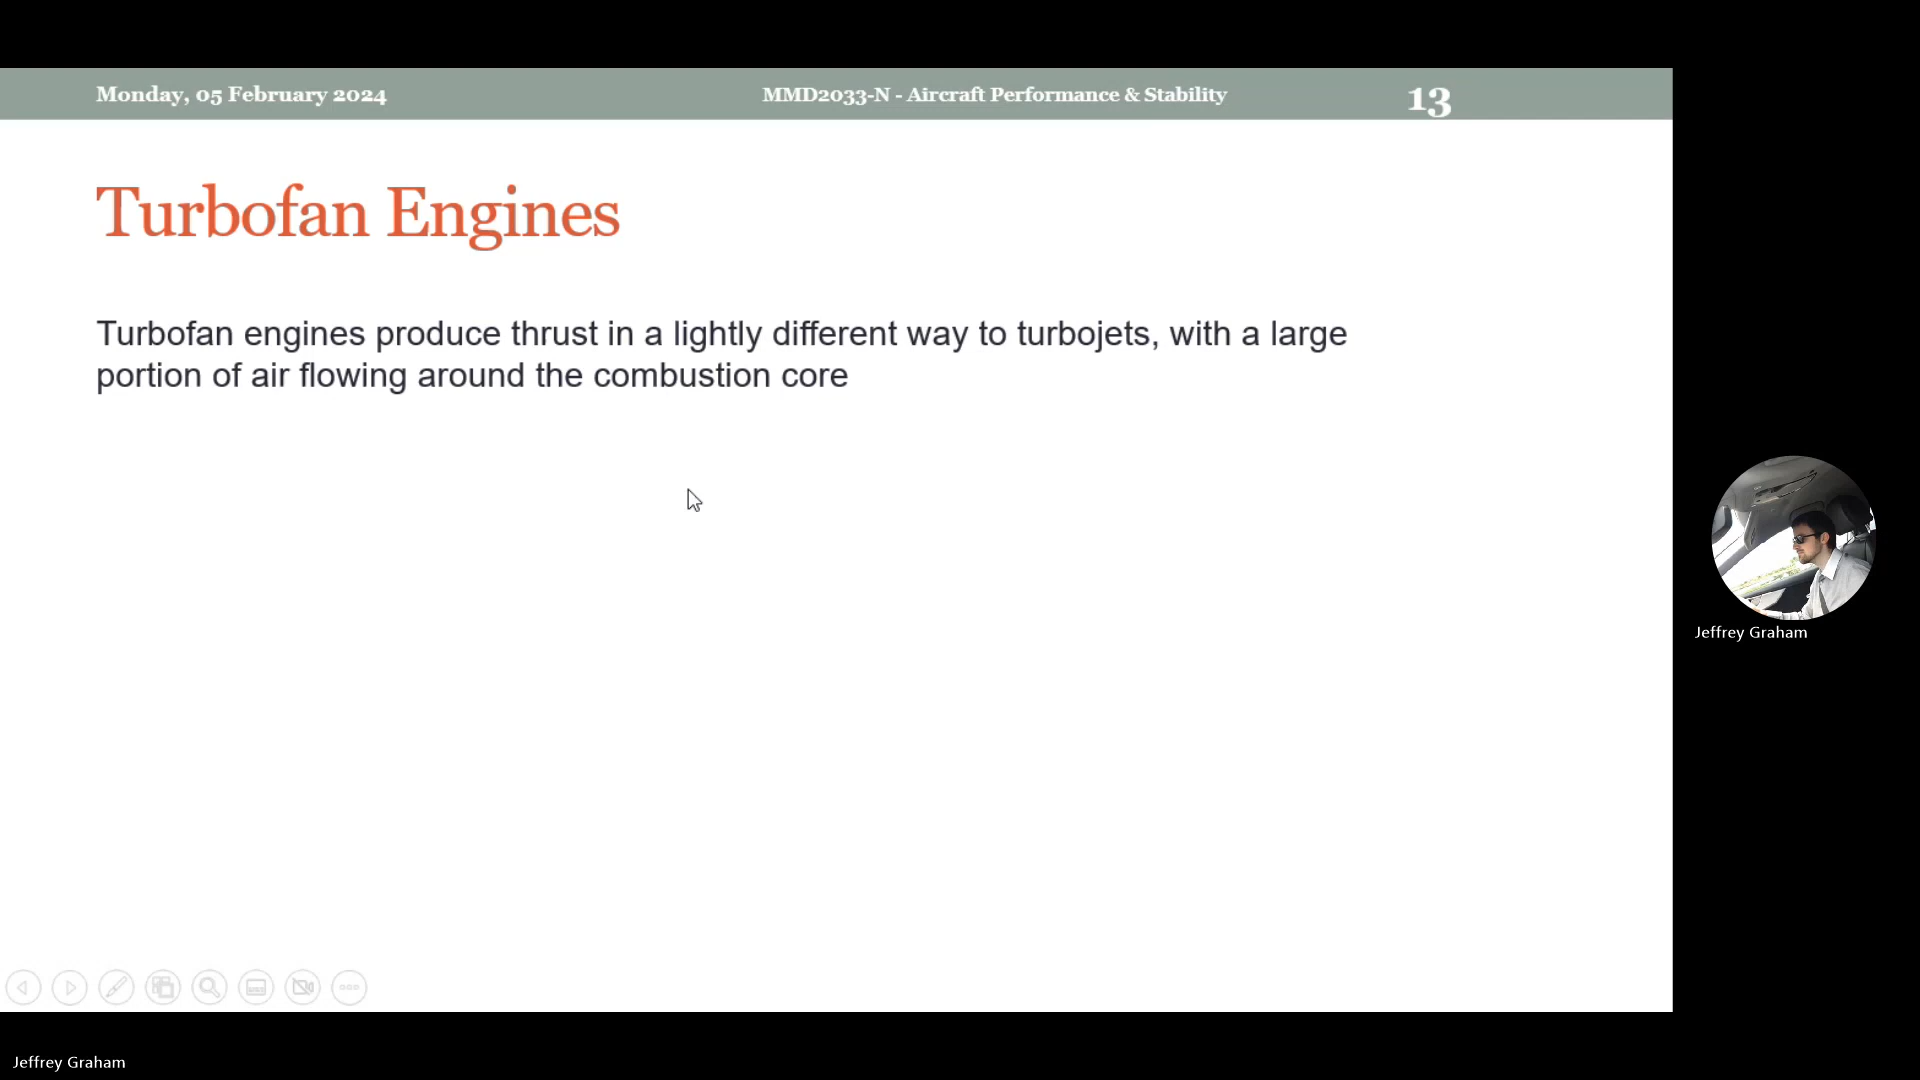 Monday, 05 February 2024
MMD2033-N - Aircraft Performance & Stability
13
Turbofan Engines
Turbofan engines produce thrust in a lightly different way to turbojets, with a large
portion of air flowing around the combustion core
Jeffrey Graham
Jeffrey Graham